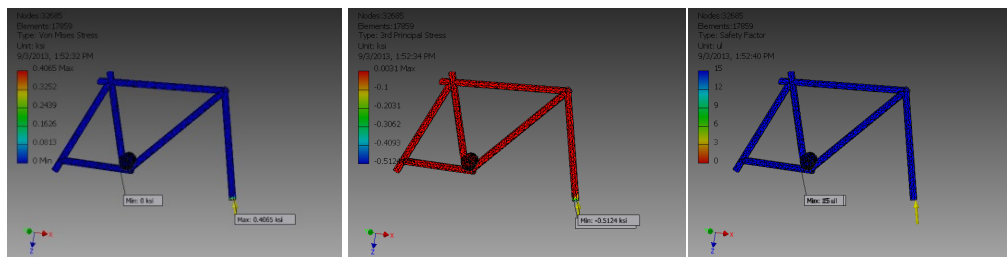 Nodes:32685
Elements:17859
Type: Von Mises Stress
Unit: ksi
9/3/2013, 1:52:32 PM
0.4065 Max
0.3252
0.2439
0.1626
0.0813
0 Min
Min: 0 ksi
Max: 0.4065 ksi
X
Z
Nodes:32685
Elements:17859
Type: 3rd Principal Stress
Unit: ksi
9/3/2013, 1:52:34 PM
0.0031 Max
-0.1
-0.2031
-0.3062
-0.4093
-0.5124
Min: -0.5124 ksi
X
Z
Nodes:32685
Elements:17859
Type: Safety Factor
Unit: ul
9/3/2013, 1:52:40 PM
15
12
9
6
3
0
X
Z